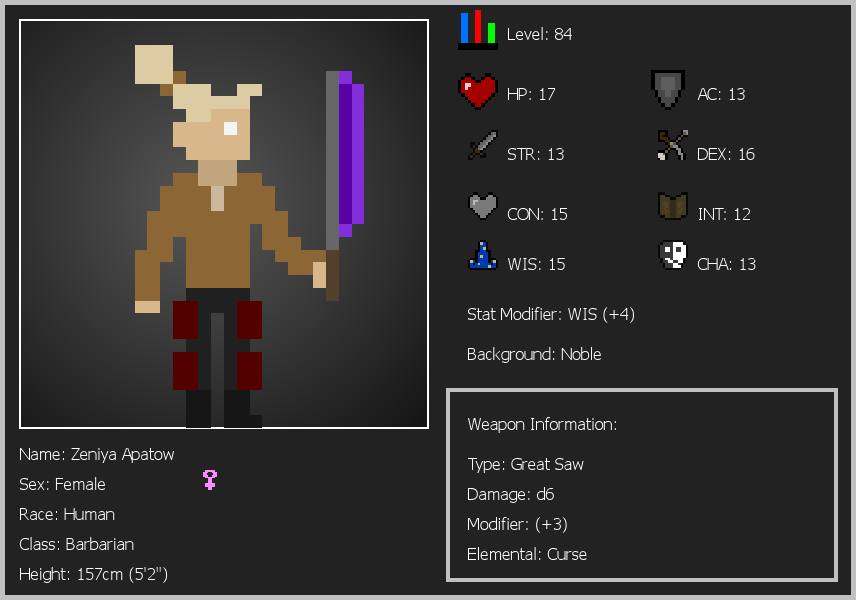 Level: 84
HP: 17
AC: 13
STR: 13
DEX: 16
CON: 15
INT: 12
WIS: 15
CHA: 13
Stat Modifier: WIS (+4)
Background: Noble
Weapon Information:
Type: Great Saw
Damage: d6
Modifier: (+3)
Elemental: Curse
Name: Zeniya Apatow
Sex: Female
Race: Human
Class: Barbarian
Height: 157cm (5'2")